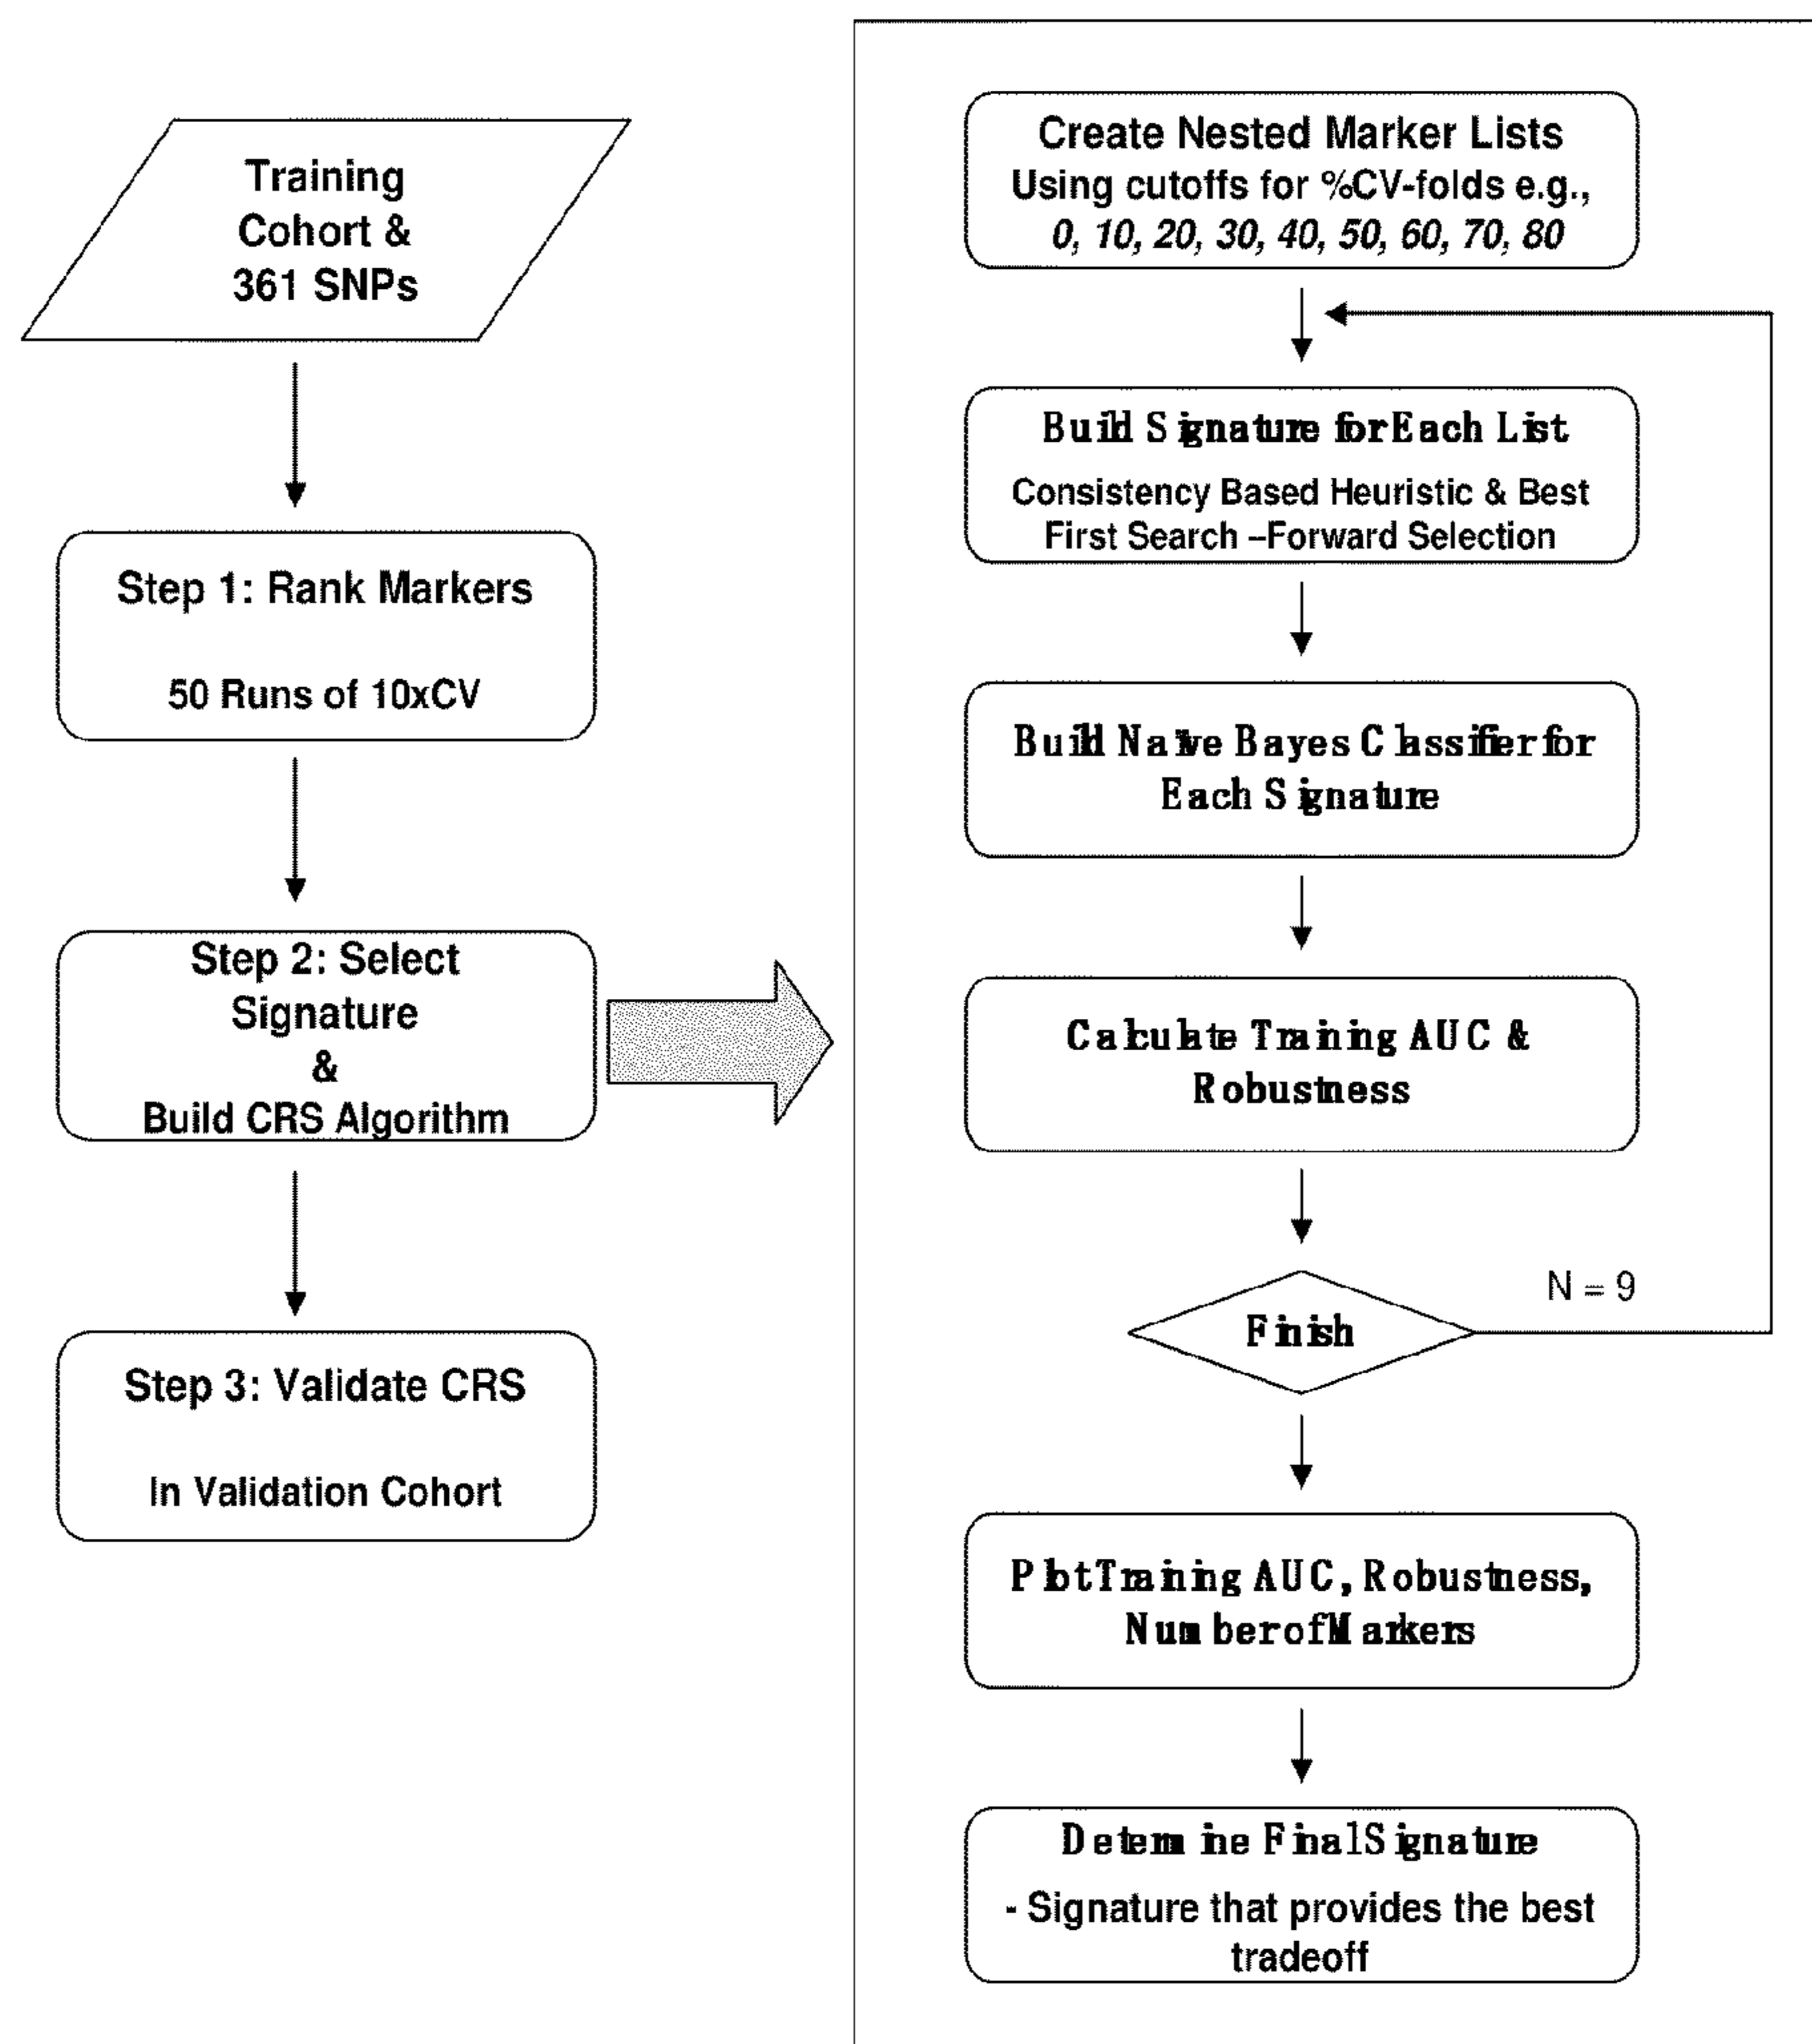 Training
Cohort &
361 SNPs
Step 1: Rank Markers
50 Runs of 10xCV
Step 2: Select
Signature
&
Build CRS Algorithm
Step 3: Validate CRS
In Validation Cohort
Create Nested Marker Lists
Using cutoffs for %CV-folds e.g.,
0, 10, 20, 30, 40, 50, 60, 70, 80
Build Signature for Each List
Consistency Based Heuristic & Best
First Search –Forward Selection
Build Naïve Bayes Classifier for
Each Signature
Calculate Training AUC &
Robustness
Finish
N = 9
Plot Training AUC, Robustness,
Number of Markers
Determine Final Signature
- Signature that provides the best
tradeoff